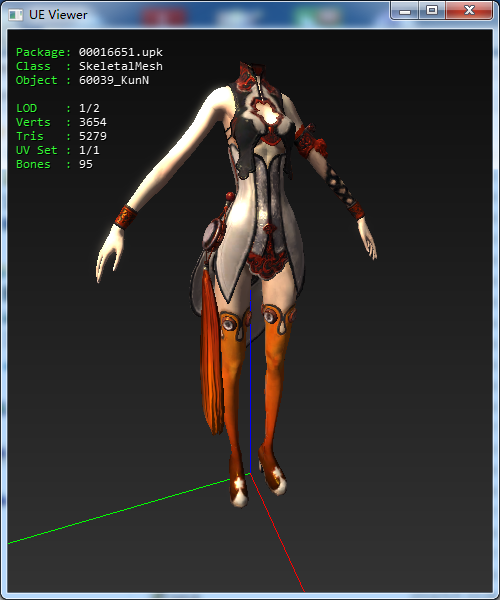 UE Viewer
Package: 00016651.upk
Class : SkeletalMesh
Object : 60039_KunN
LOD : 1/2
Verts : 3654
Tris : 5279
UV Set : 1/1
Bones : 95